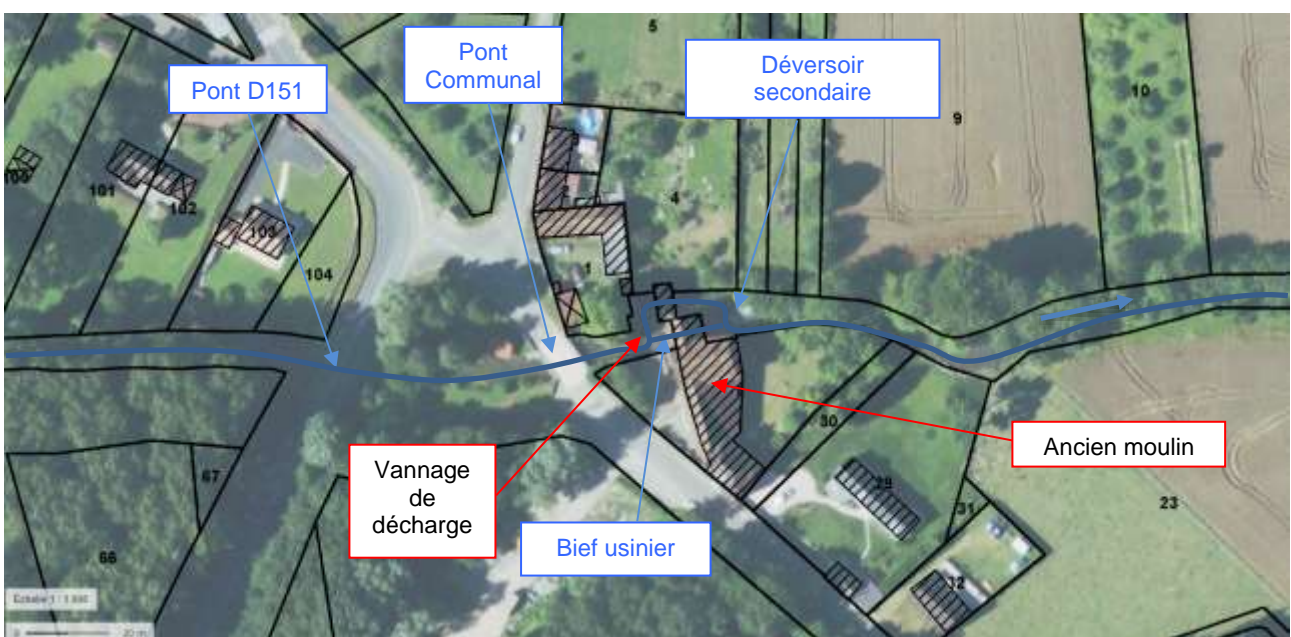 Pont D151
Pont
Communal
Déversoir
secondaire
5
9
10
4
1
100
101
102
103
104
30
29
31
32
23
67
66
Vannage
de
décharge
Bief usinier
Ancien moulin
20 m